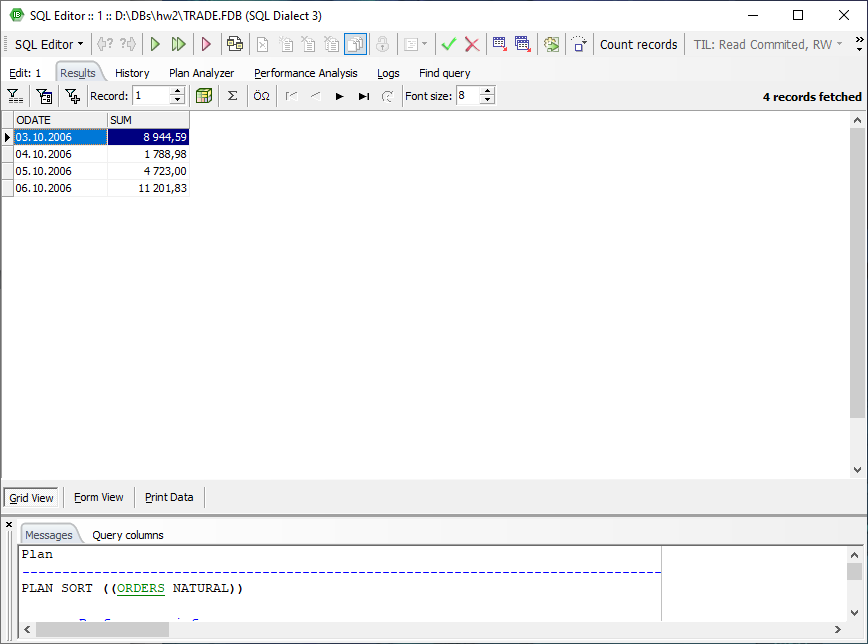 SQL Editor :: 1 :: D:\DBs\hw2\TRADE.FDB (SQL Dialect 3)
SQL Editor Count records TIL: Read Commited, RW
Edit: 1 Results History Plan Analyzer Performance Analysis Logs Find query
Record: 1 Σ ÖΩ Font size: 8 4 records fetched
ODATE SUM
03.10.2006 8 944,59
04.10.2006 1 788,98
05.10.2006 4 723,00
06.10.2006 11 201,83
Grid View Form View Print Data
Messages Query columns
Plan
--------------------------------------------------------------------------------
PLAN SORT ((ORDERS NATURAL))